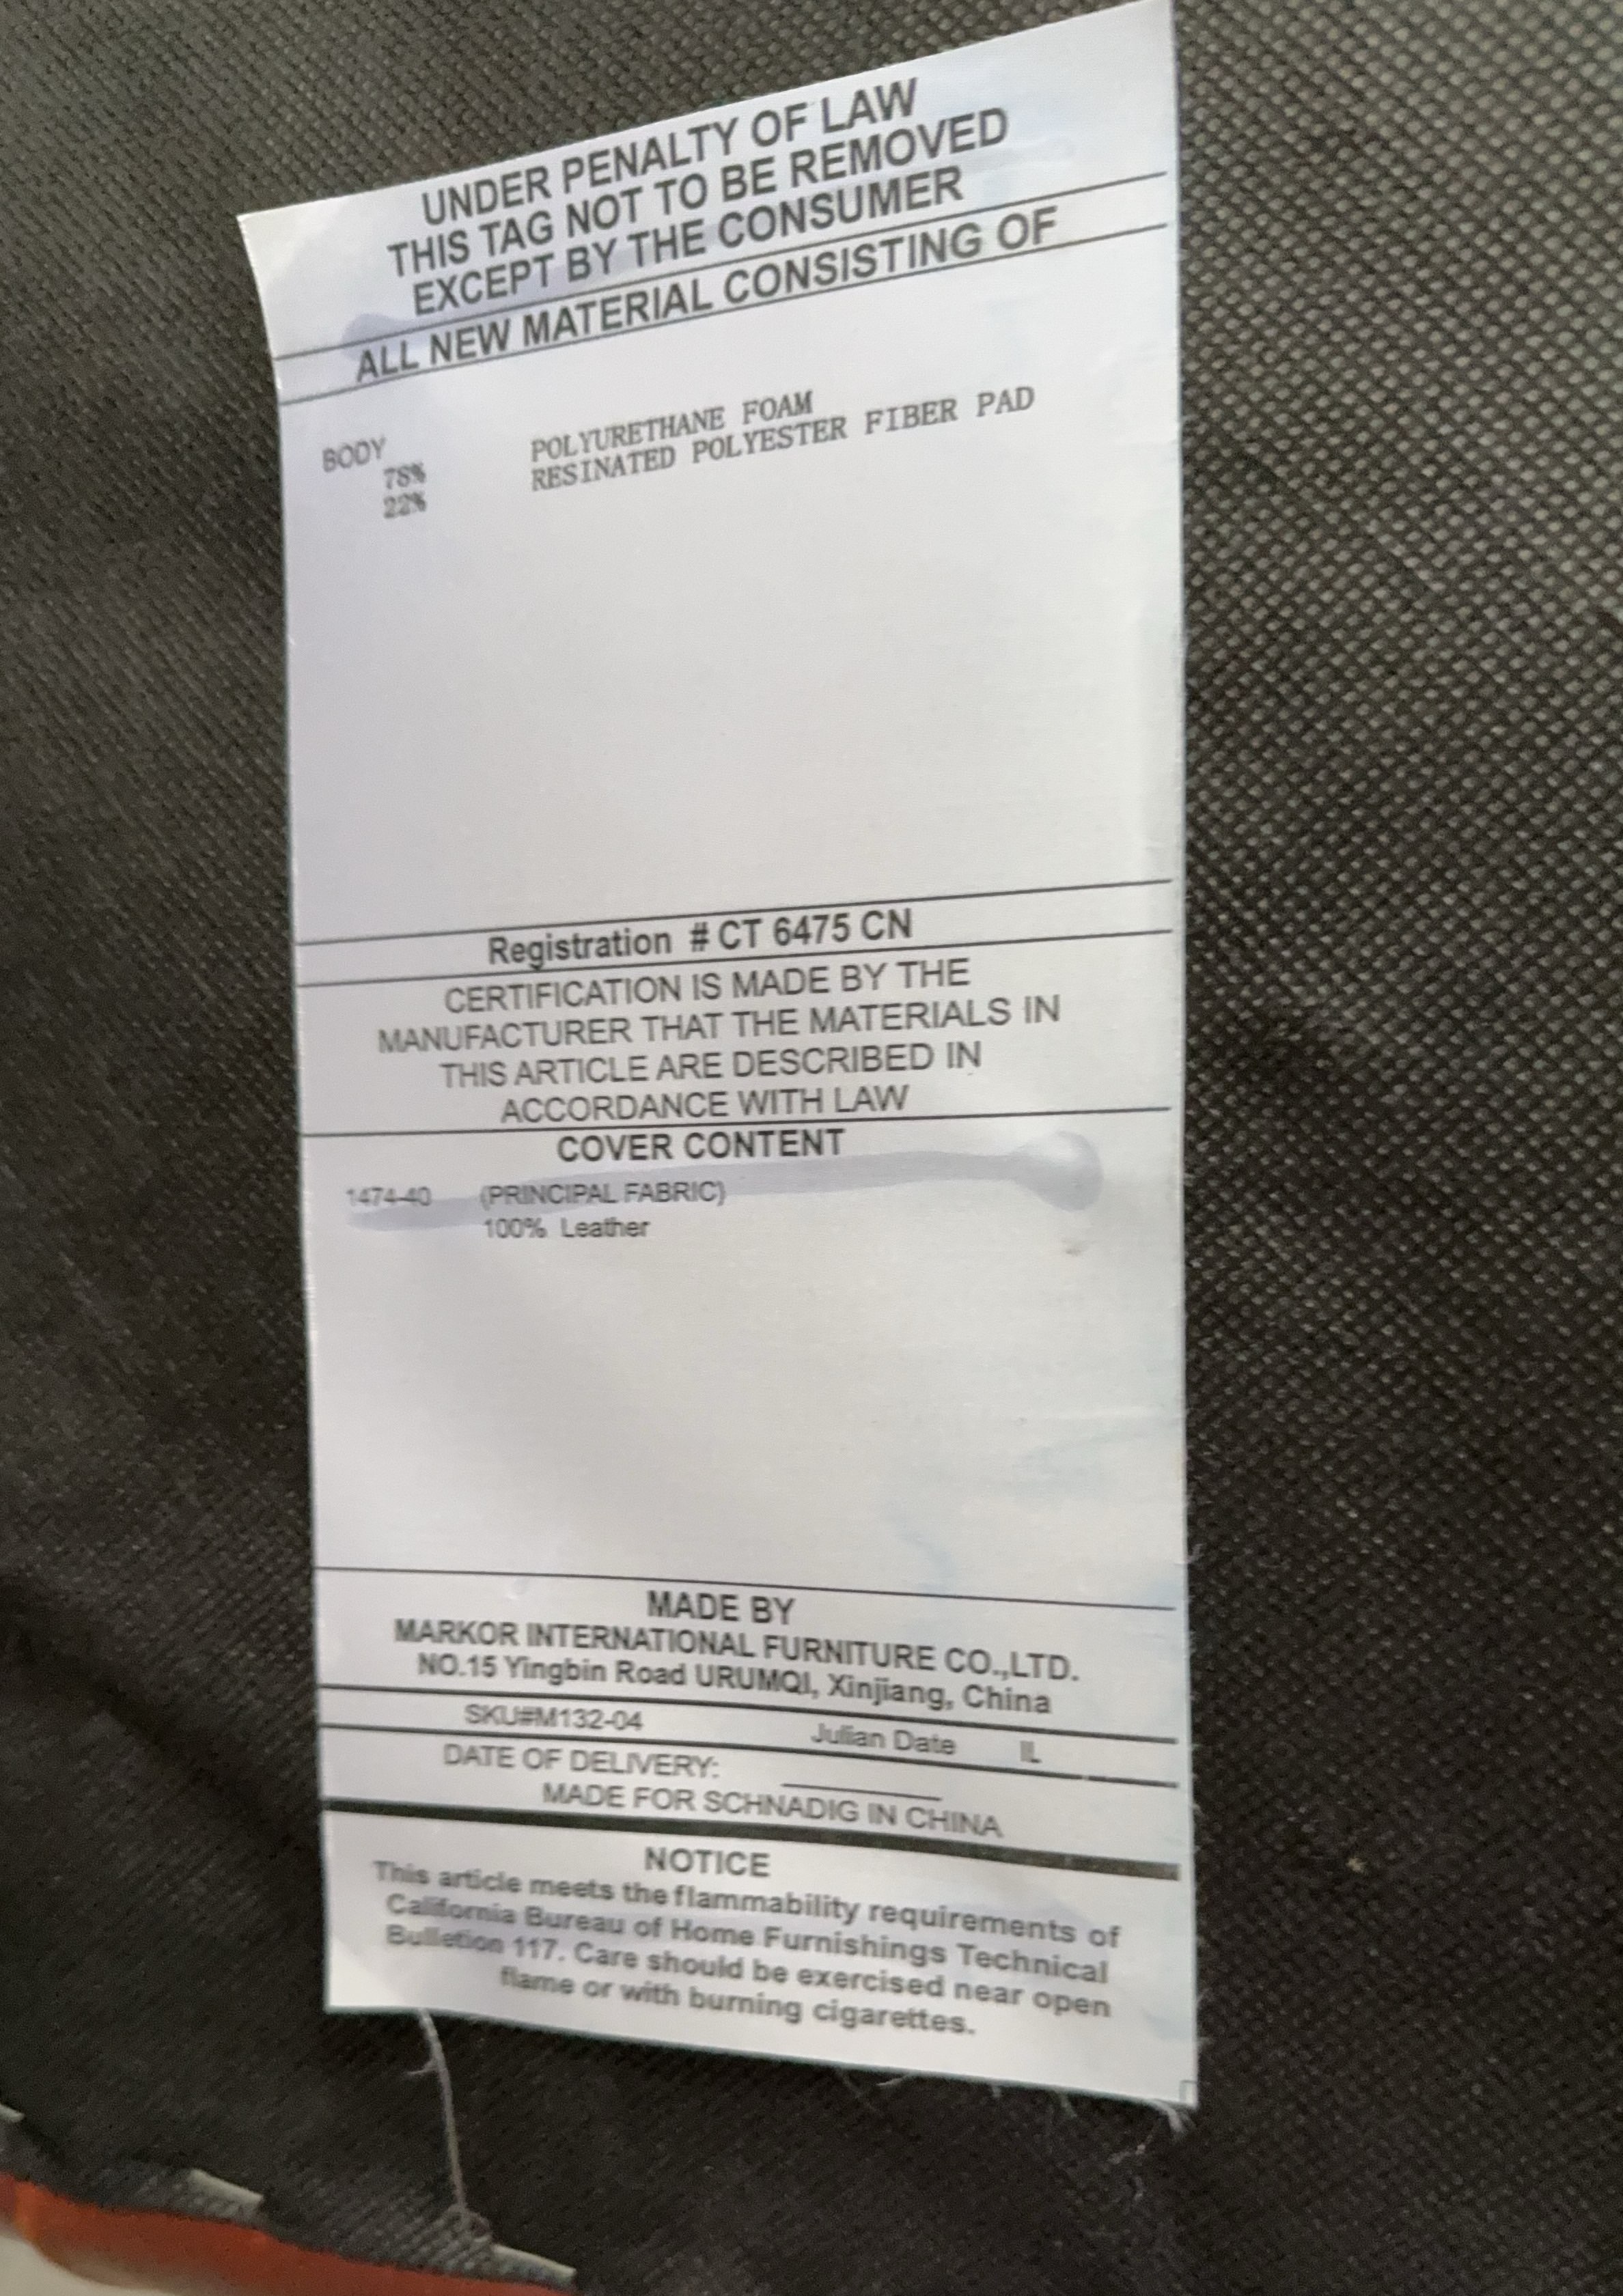 UNDER PENALTY OF LAW
THIS TAG NOT TO BE REMOVED
EXCEPT BY THE CONSUMER
ALL NEW MATERIAL CONSISTING OF
BODY
78% POLYURETHANE FOAM
22% RESINATED POLYESTER FIBER PAD
Registration # CT 6475 CN
CERTIFICATION IS MADE BY THE
MANUFACTURER THAT THE MATERIALS IN
THIS ARTICLE ARE DESCRIBED IN
ACCORDANCE WITH LAW
COVER CONTENT
1474-40 (PRINCIPAL FABRIC)
100% Leather
MADE BY
MARKOR INTERNATIONAL FURNITURE CO.,LTD.
NO.15 Yingbin Road URUMQI, Xinjiang, China
SKU#M132-04 Julian Date IL
DATE OF DELIVERY:
MADE FOR SCHNADIG IN CHINA
NOTICE
This article meets the flammability requirements of
California Bureau of Home Furnishings Technical
Bulletion 117. Care should be exercised near open
flame or with burning cigarettes.